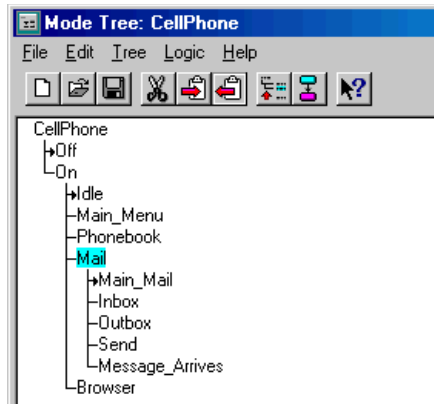 Mode Tree: CellPhone
File Edit Tree Logic Help
?
CellPhone
Off
On
Idle
Main_Menu
Phonebook
Mail
Main_Mail
Inbox
Outbox
Send
Message_Arrives
Browser